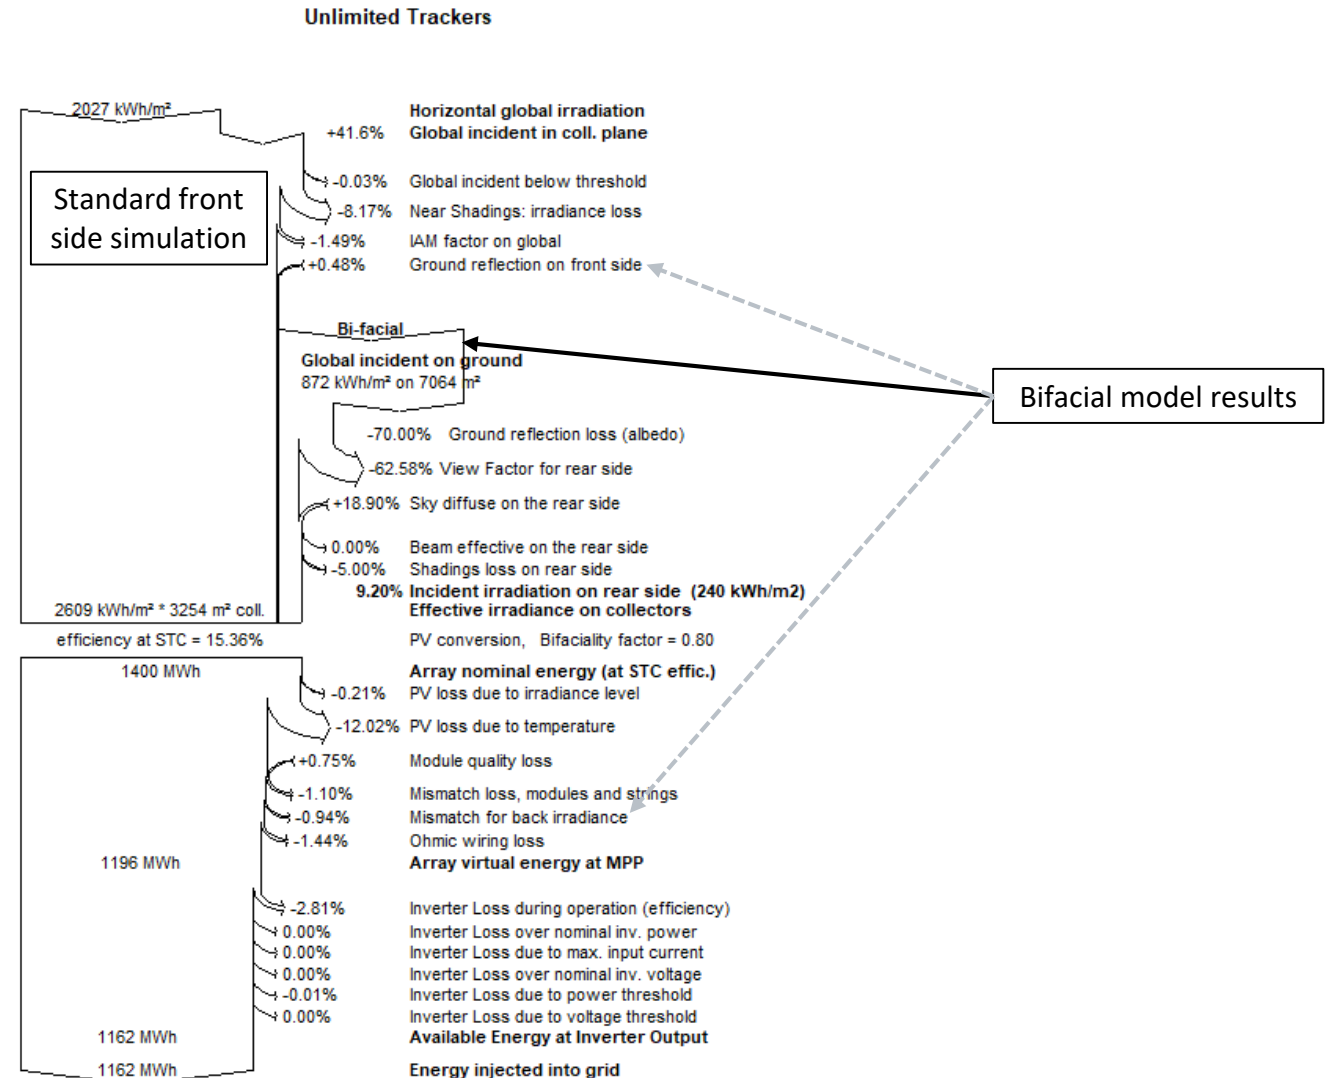 Unlimited Trackers
2027 kWh/m²
Horizontal global irradiation
+41.6% Global incident in coll. plane
Standard front
side simulation
-0.03% Global incident below threshold
-8.17% Near Shadings: irradiance loss
-1.49% IAM factor on global
+0.48% Ground reflection on front side
Bi-facial
Global incident on ground
872 kWh/m² on 7064 m²
Bifacial model results
-70.00% Ground reflection loss (albedo)
-62.58% View Factor for rear side
+18.90% Sky diffuse on the rear side
0.00% Beam effective on the rear side
-5.00% Shadings loss on rear side
9.20% Incident irradiation on rear side (240 kWh/m2)
2609 kWh/m² * 3254 m² coll. Effective irradiance on collectors
efficiency at STC = 15.36% PV conversion, Bifaciality factor = 0.80
1400 MWh Array nominal energy (at STC effic.)
-0.21% PV loss due to irradiance level
-12.02% PV loss due to temperature
+0.75% Module quality loss
-1.10% Mismatch loss, modules and strings
-0.94% Mismatch for back irradiance
-1.44% Ohmic wiring loss
1196 MWh Array virtual energy at MPP
-2.81% Inverter Loss during operation (efficiency)
0.00% Inverter Loss over nominal inv. power
0.00% Inverter Loss due to max. input current
0.00% Inverter Loss over nominal inv. voltage
-0.01% Inverter Loss due to power threshold
0.00% Inverter Loss due to voltage threshold
1162 MWh Available Energy at Inverter Output
1162 MWh Energy injected into grid